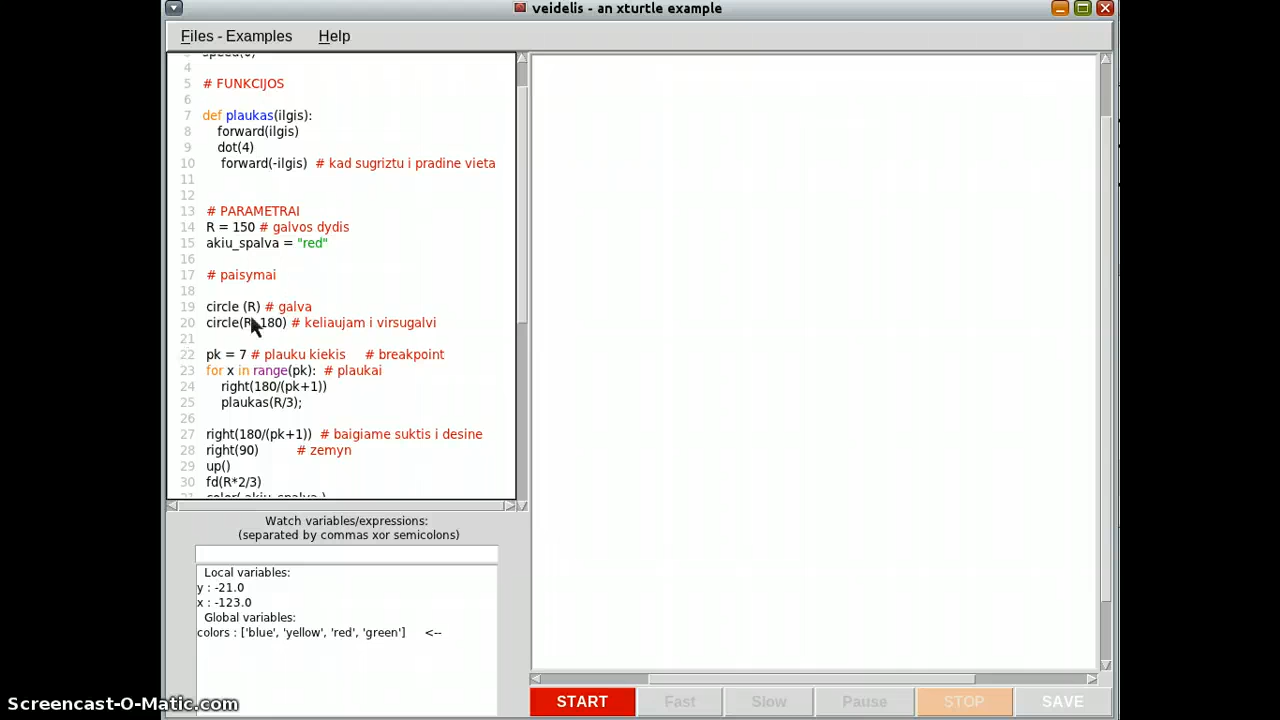 veidelis - an xturtle example
Files - Examples Help
speed(0)
4
5 # FUNKCIJOS
6
7 def plaukas(ilgis):
8 forward(ilgis)
9 dot(4)
10 forward(-ilgis) # kad sugriztu i pradine vieta
11
12
13 # PARAMETRAI
14 R = 150 # galvos dydis
15 akiu_spalva = "red"
16
17 # paisymai
18
19 circle (R) # galva
20 circle(R, 180) # keliaujam i virsugalvi
21
22 pk = 7 # plauku kiekis # breakpoint
23 for x in range(pk): # plaukai
24 right(180/(pk+1))
25 plaukas(R/3);
26
27 right(180/(pk+1)) # baigiame suktis i desine
28 right(90) # zemyn
29 up()
30 fd(R*2/3)
color( akiu_spalva )
Watch variables/expressions:
(separated by commas xor semicolons)
Local variables:
y : -21.0
x : -123.0
Global variables:
colors : ['blue', 'yellow', 'red', 'green'] <--
START Fast Slow Pause STOP SAVE
Screencast-O-Matic.com